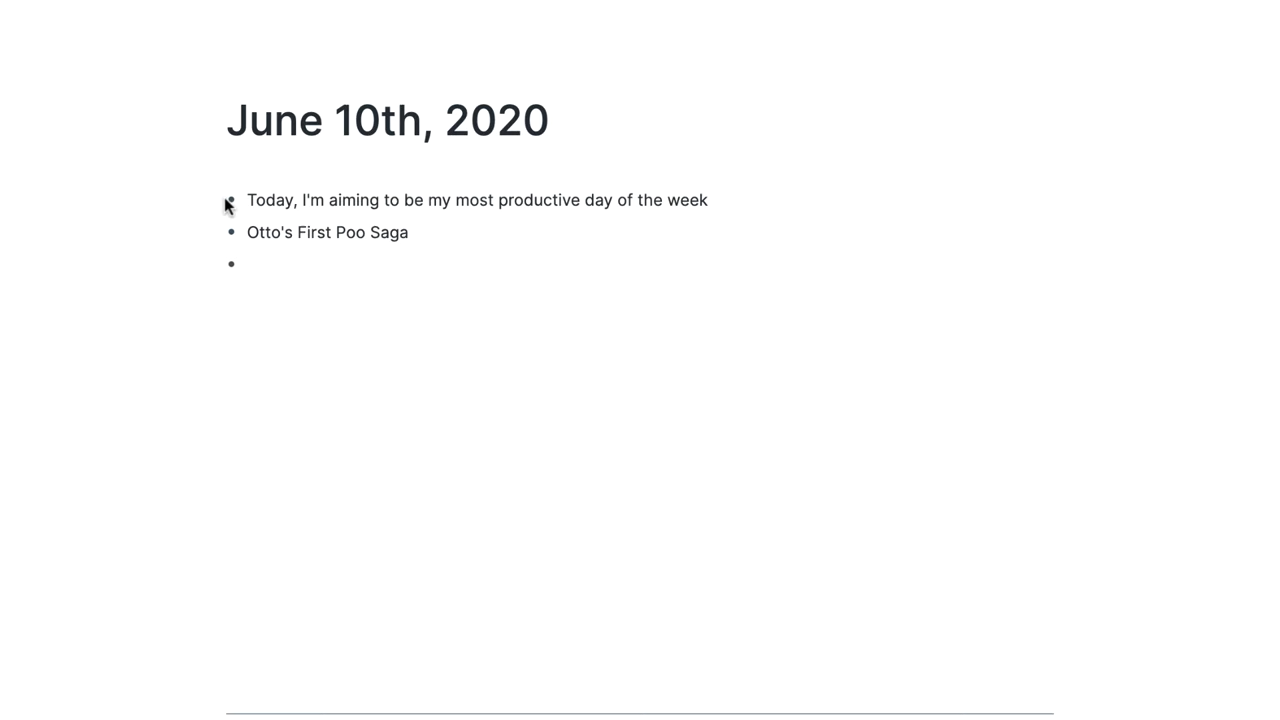 June 10th, 2020
Today, I'm aiming to be my most productive day of the week
Otto's First Poo Saga